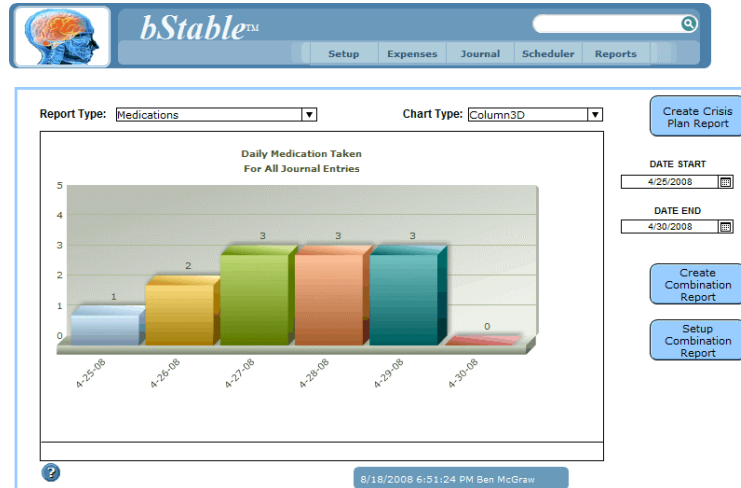 bStable™
Setup Expenses Journal Scheduler Reports
Report Type: Medications Chart Type: Column3D
Create Crisis
Plan Report
Daily Medication Taken
For All Journal Entries
5
4
3
2
1
0
1
2
3
3
3
0
4-25-08 4-26-08 4-27-08 4-28-08 4-29-08 4-30-08
DATE START
4/25/2008
DATE END
4/30/2008
Create
Combination
Report
Setup
Combination
Report
?
8/18/2008 6:51:24 PM Ben McGraw